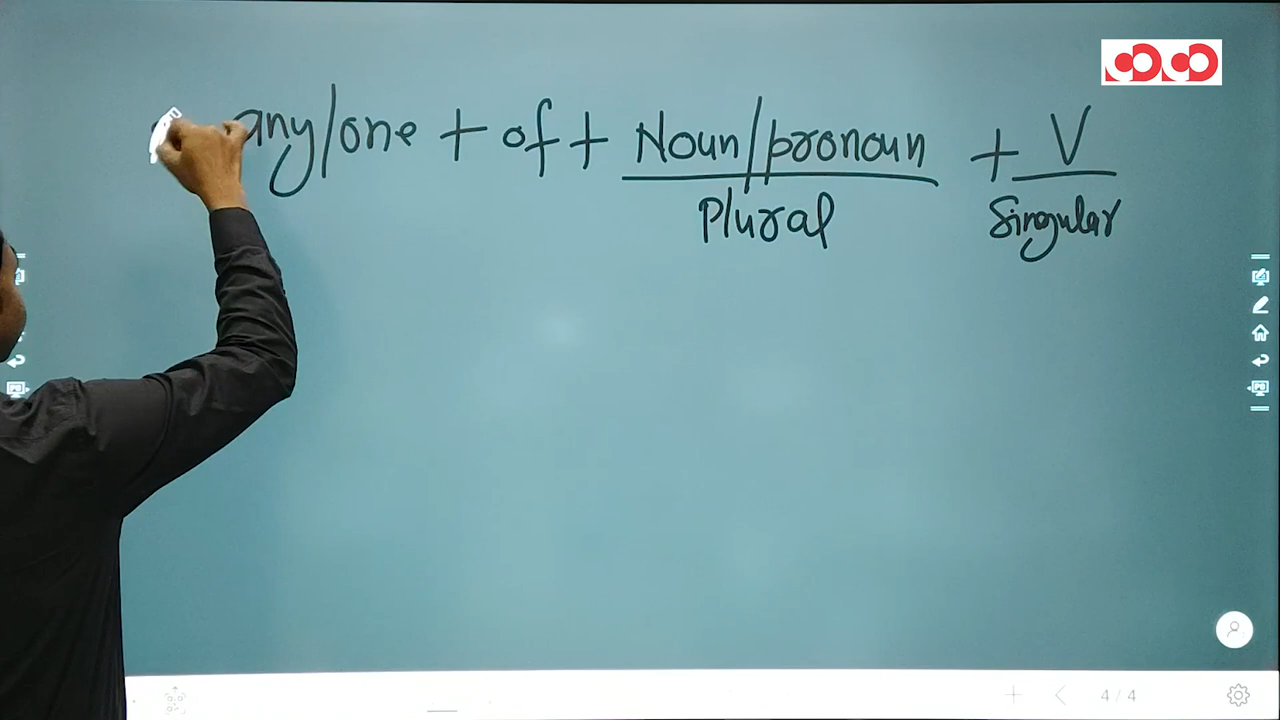 any/one + of + Noun/pronoun + V
Plural Singular
4/4